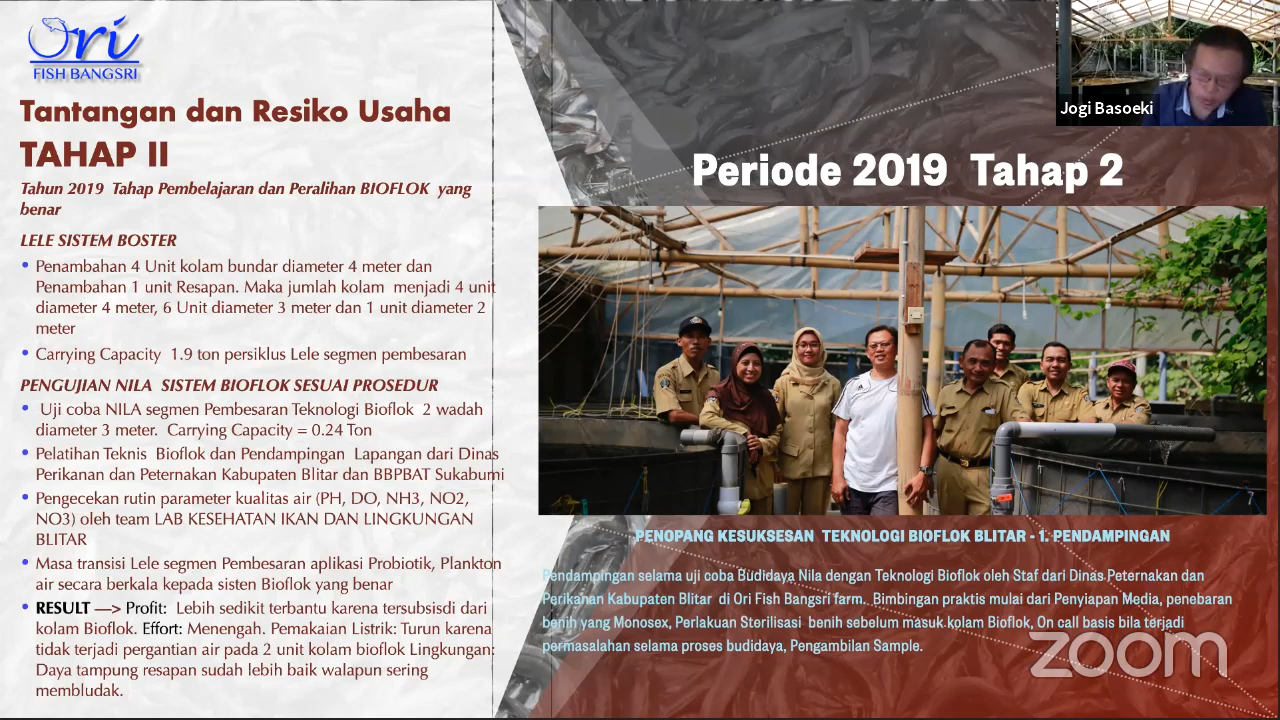 Ori
FISH BANGSRI
Tantangan dan Resiko Usaha
TAHAP II
Tahun 2019 Tahap Pembelajaran dan Peralihan BIOFLOK yang
benar
LELE SISTEM BOSTER
• Penambahan 4 Unit kolam bundar diameter 4 meter dan
Penambahan 1 unit Resapan. Maka jumlah kolam menjadi 4 unit
diameter 4 meter, 6 Unit diameter 3 meter dan 1 unit diameter 2
meter
• Carrying Capacity 1.9 ton persiklus Lele segmen pembesaran
PENGUJIAN NILA SISTEM BIOFLOK SESUAI PROSEDUR
• Uji coba NILA segmen Pembesaran Teknologi Bioflok 2 wadah
diameter 3 meter. Carrying Capacity = 0.24 Ton
• Pelatihan Teknis Bioflok dan Pendampingan Lapangan dari Dinas
Perikanan dan Peternakan Kabupaten Blitar dan BBPBAT Sukabumi
• Pengecekan rutin parameter kualitas air (PH, DO, NH3, NO2,
NO3) oleh team LAB KESEHATAN IKAN DAN LINGKUNGAN
BLITAR
• Masa transisi Lele segmen Pembesaran aplikasi Probiotik, Plankton
air secara berkala kepada sisten Bioflok yang benar
• RESULT —> Profit: Lebih sedikit terbantu karena tersubsisdi dari
kolam Bioflok. Effort: Menengah. Pemakaian Listrik: Turun karena
tidak terjadi pergantian air pada 2 unit kolam bioflok Lingkungan:
Daya tampung resapan sudah lebih baik walapun sering
membludak.
Jogi Basoeki
Periode 2019 Tahap 2
PENOPANG KESUKSESAN TEKNOLOGI BIOFLOK BLITAR - 1. PENDAMPINGAN
Pendampingan selama uji coba Budidaya Nila dengan Teknologi Bioflok oleh Staf dari Dinas Peternakan dan
Perikanan Kabupaten Blitar di Ori Fish Bangsri farm. Bimbingan praktis mulai dari Penyiapan Media, penebaran
benih yang Monosex, Perlakuan Sterilisasi benih sebelum masuk kolam Bioflok, On call basis bila terjadi
permasalahan selama proses budidaya, Pengambilan Sample.
zoom